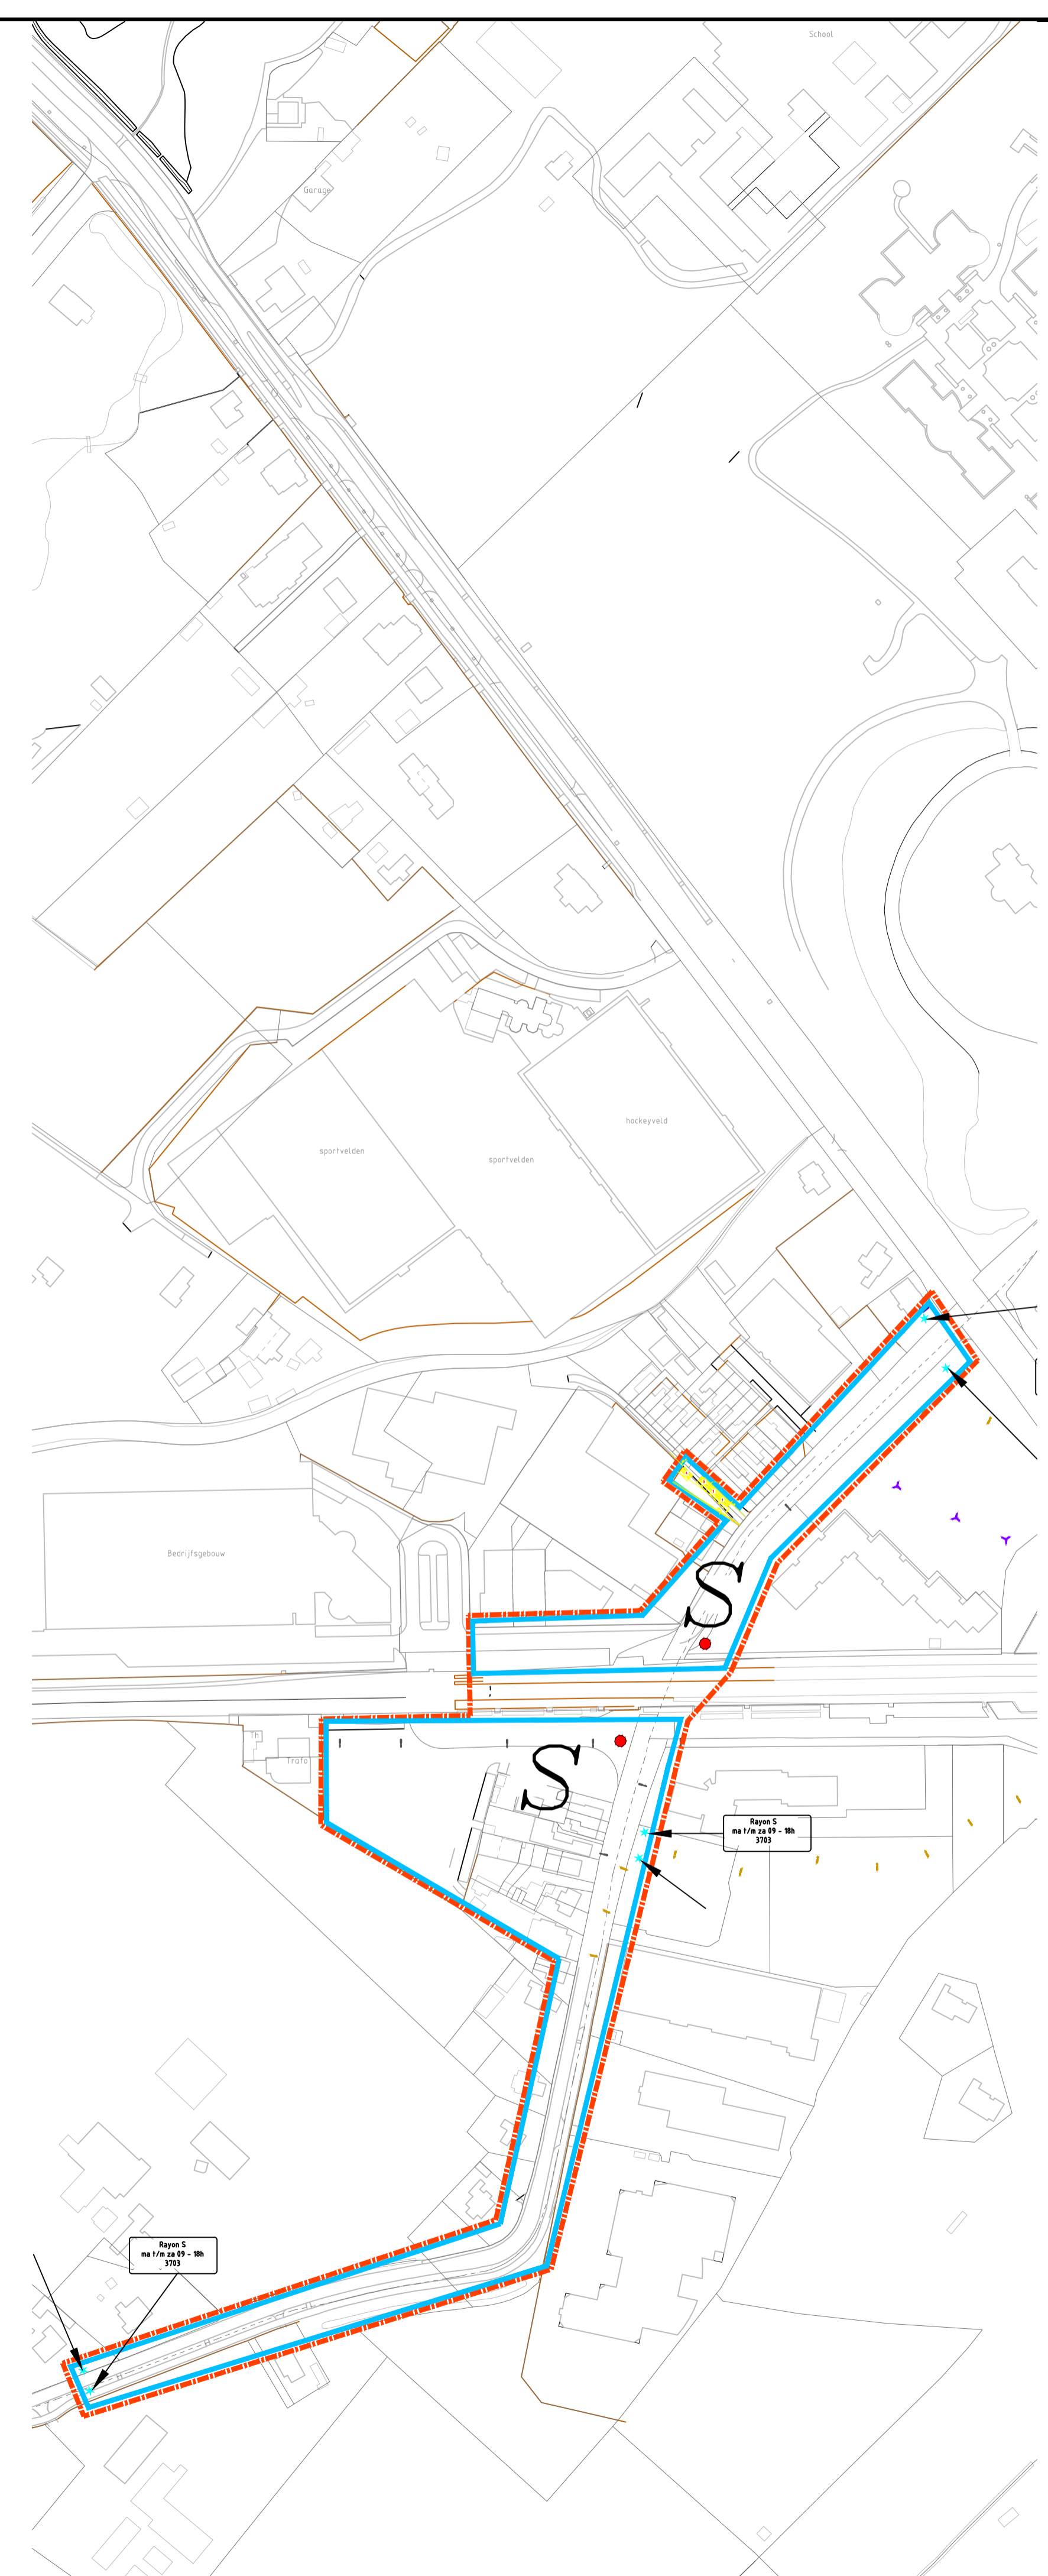 School
Garage
hockeyveld
sportvelden
sportvelden
Bedrijfsgebouw
S
Th
Trafo
S
Rayon S
ma t/m za 09 - 18h
3703
Rayon S
ma t/m za 09 - 18h
3703